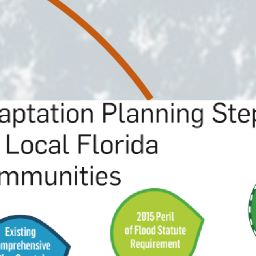 aptation Planning Step
Local Florida
mmunities
2015 Peril
of Flood Statute
Requirement
Existing
mprehensive